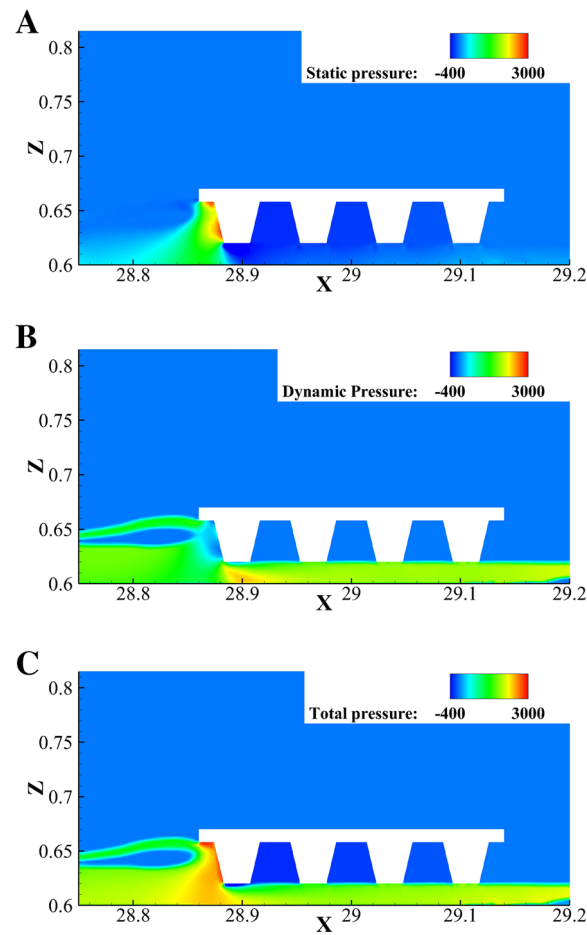 A
0.8
Static pressure: -400 3000
0.75
Z
0.7
0.65
0.6
28.8 28.9 29 29.1 29.2
X
B
0.8
Dynamic Pressure: -400 3000
0.75
Z
0.7
0.65
0.6
28.8 28.9 29 29.1 29.2
X
C
0.8
Total pressure: -400 3000
0.75
Z
0.7
0.65
0.6
28.8 28.9 29 29.1 29.2
X